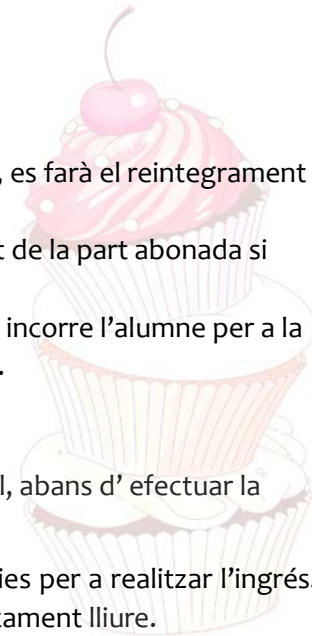 , es farà el reintegrament
t de la part abonada si
incorre l’alumne per a la
.
l, abans d’ efectuar la
ies per a realitzar l’ingrés.
tament lliure.